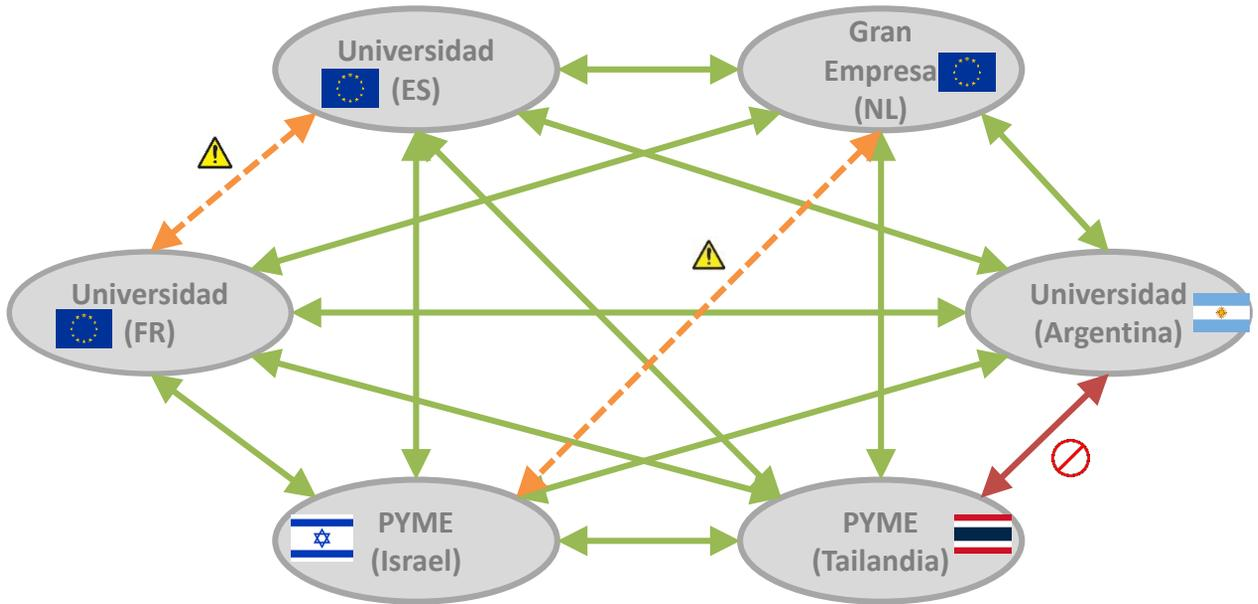 Universidad
(ES)
Gran
Empresa
(NL)
Universidad
(FR)
Universidad
(Argentina)
PYME
(Israel)
PYME
(Tailandia)